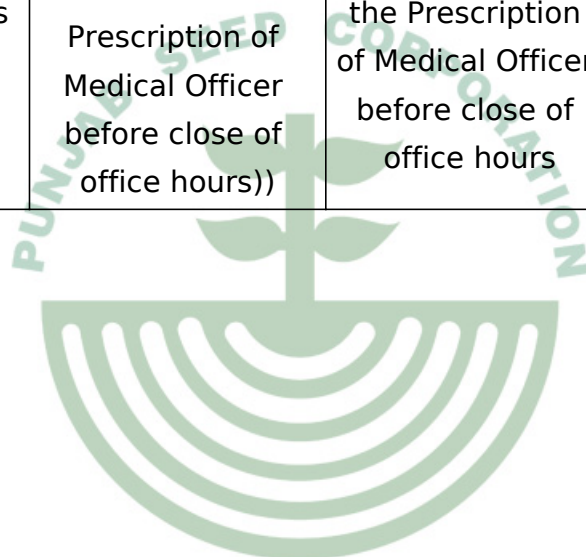 s
Prescription of
Medical Officer
before close of
office hours))
the Prescription
of Medical Officer
before close of
office hours
PUNJAB SEED CORPORATION